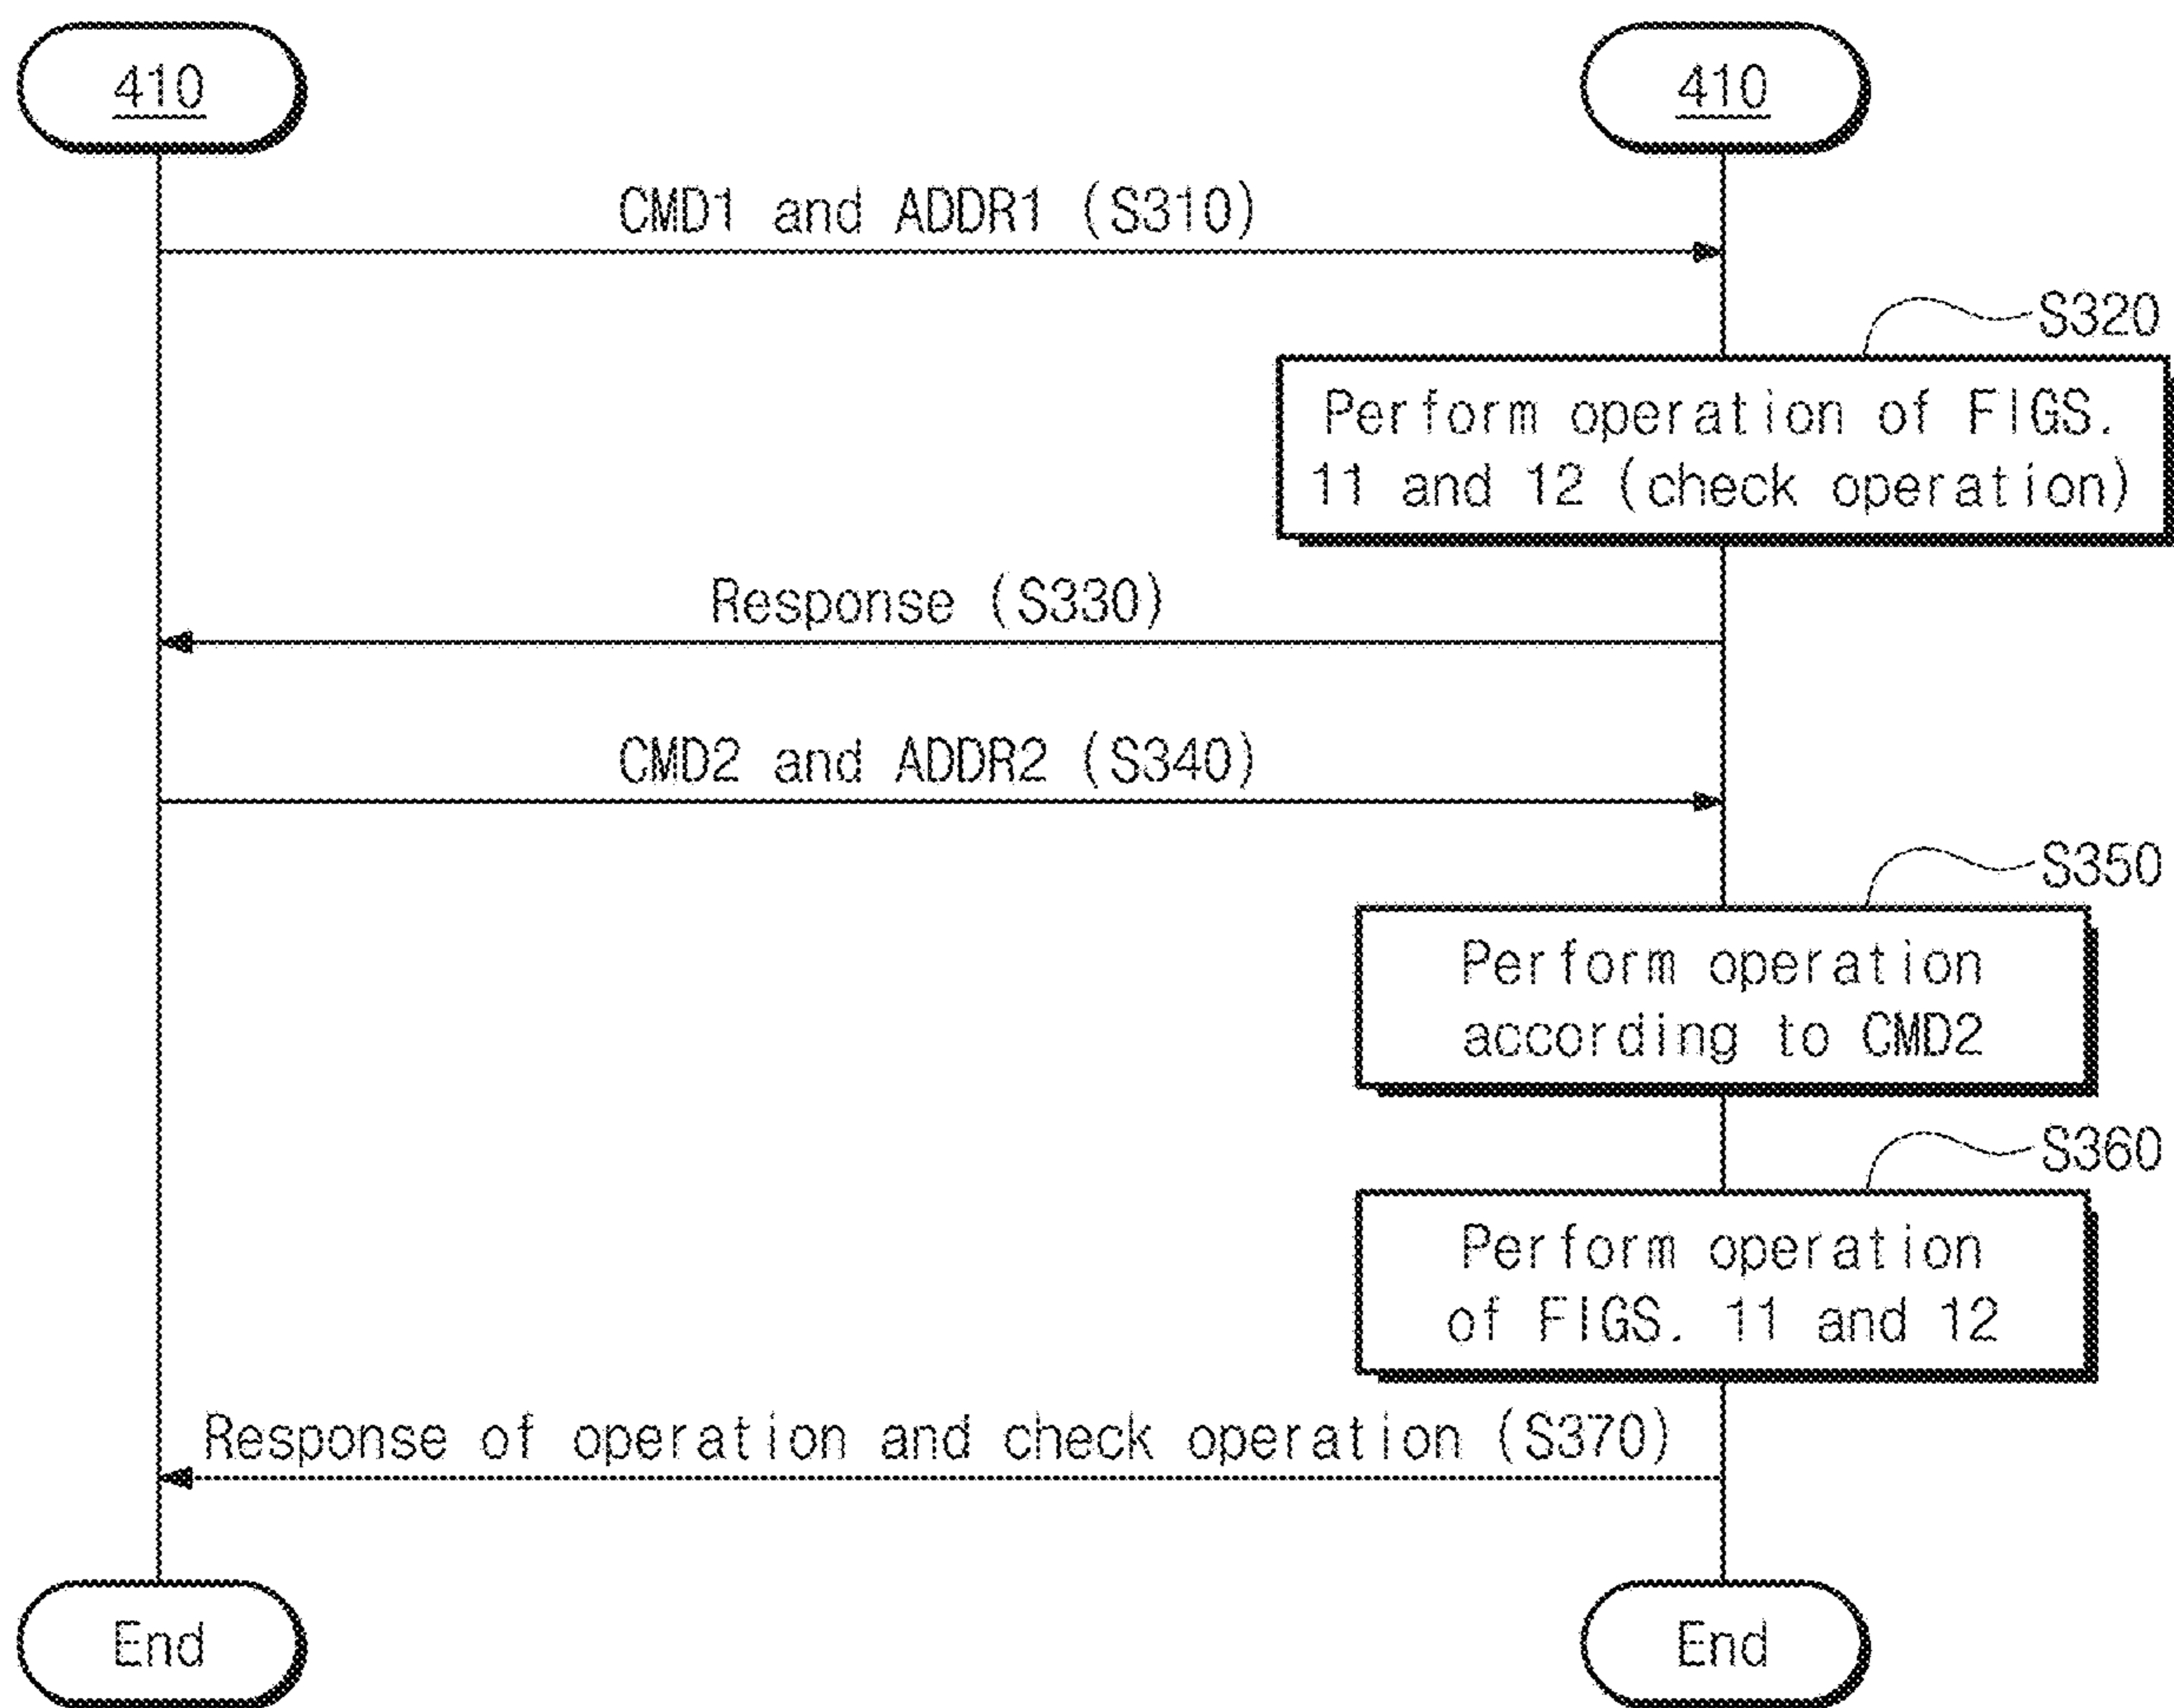 410
410
CMD1 and ADDR1 (S310)
S320
Perform operation of FIGS.
11 and 12 (check operation)
Response (S330)
CMD2 and ADDR2 (S340)
S350
Perform operation
according to CMD2
S360
Perform operation
of FIGS. 11 and 12
Response of operation and check operation (S370)
End
End